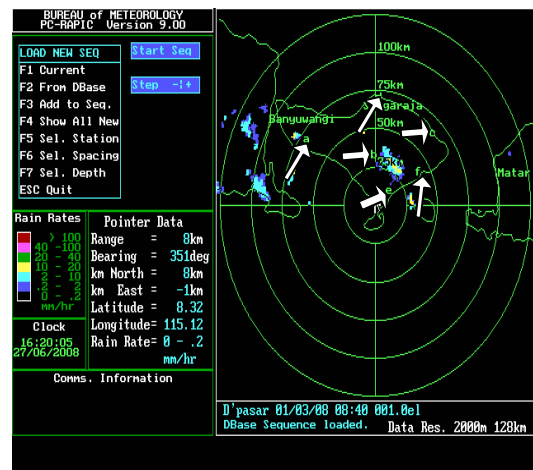 BUREAU of METEOROLOGY
PC-RAPIC Version 9.00
LOAD NEW SEQ
F1 Current
F2 From DBase
F3 Add to Seq.
F4 Show All New
F5 Sel. Station
F6 Sel. Spacing
F7 Sel. Depth
ESC Quit
Start Seq
Step -|+
Rain Rates
> 100
40 - 100
20 - 40
10 - 20
2 - 10
.2 - 2
0 - .2
mm/hr
Clock
16:20:05
27/06/2008
Pointer Data
Range = 8km
Bearing = 351deg
km North = 8km
km East = -1km
Latitude = 8.32
Longitude= 115.12
Rain Rate= 0 - .2
mm/hr
Comms. Information
100km
75km
garaja
50km
Banyuwangi
a
b
f
e
Matar
D'pasar 01/03/08 08:40 001.0el
DBase Sequence loaded. Data Res. 2000m 128km